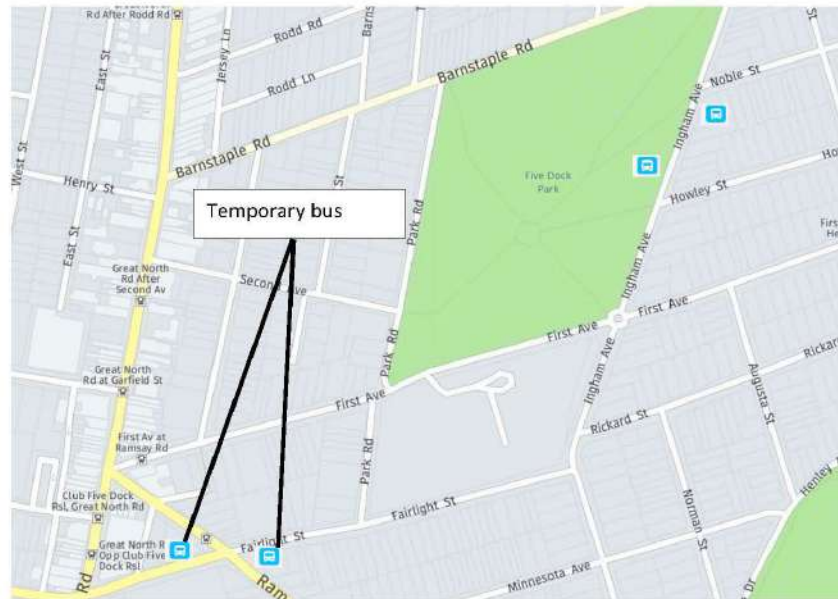 Rd After Rodd Rd
East St
West St
Jersey Ln
Rodd Rd
Rodd Ln
Barnstaple Rd
Barnstaple Rd
Henry St
East St
St
Noble St
Ingham Ave
Howley St
Five Dock
Park
Temporary bus
Park Rd
Great North
Rd After
Second Av
Second Ave
Ingham Ave
First Ave
First Ave
Park Rd
Great North
Rd at Garfield St
First Ave
Ingham Ave
Rickard St
Augusta St
First Av at
Ramsay Rd
Park Rd
Club Five Dock
Rsl, Great North Rd
Fairlight St
Norman St
Great North R
Opp Club Five
Dock Rsl
Fairlight St
Minnesota Ave
Rd
Ram
Dr